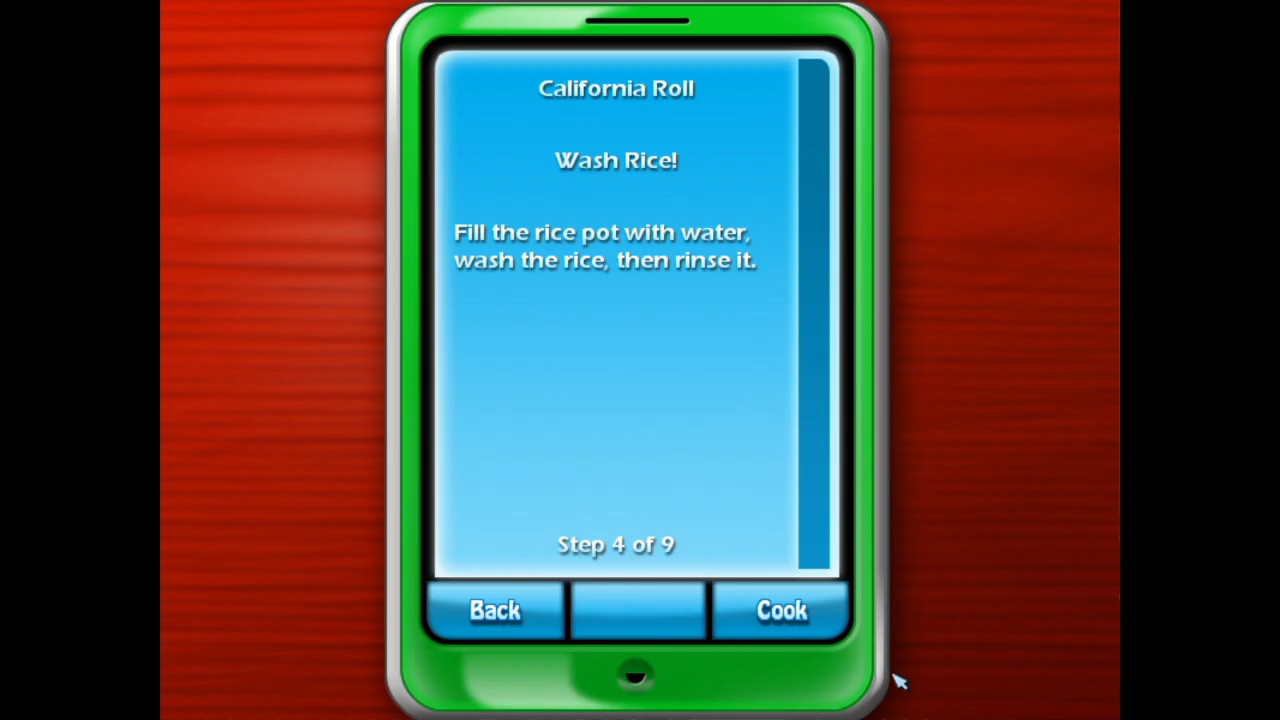 California Roll
Wash Rice!
Fill the rice pot with water,
wash the rice, then rinse it.
Step 4 of 9
Back
Cook